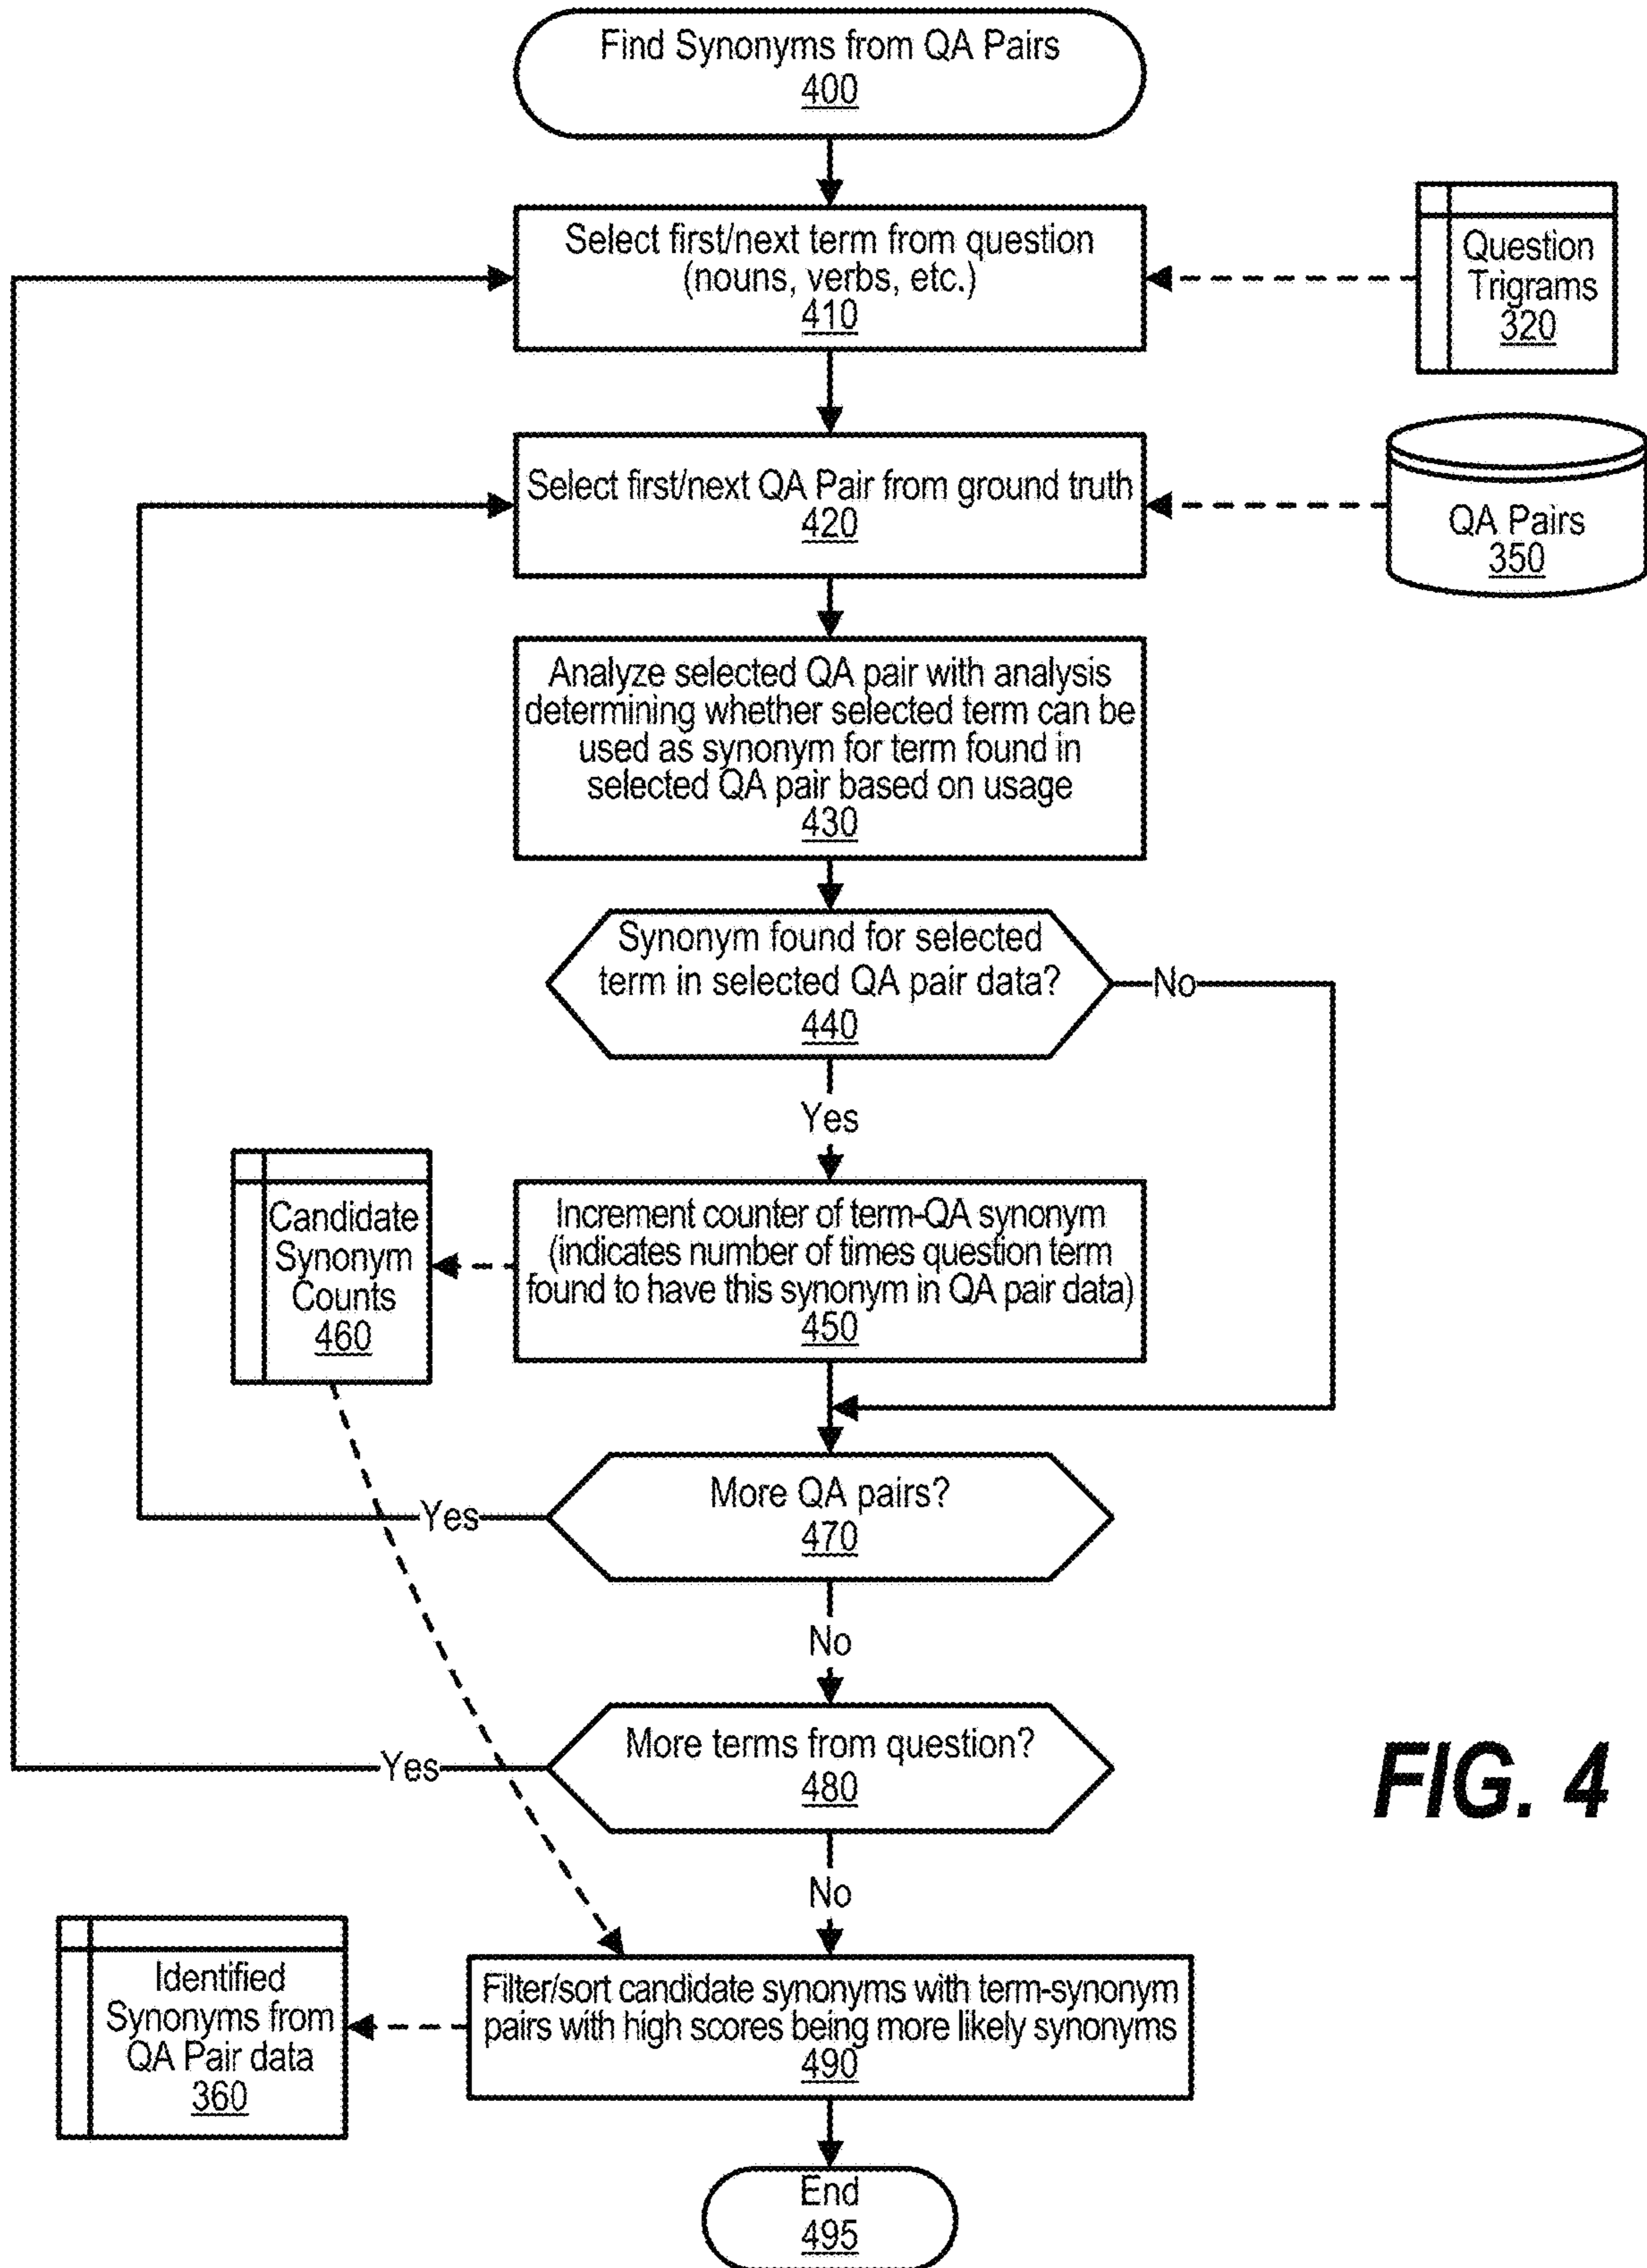 Find Synonyms from QA Pairs
400
Select first/next term from question
(nouns, verbs, etc.)
410
Question
Trigrams
320
Select first/next QA Pair from ground truth
420
QA Pairs
350
Analyze selected QA pair with analysis
determining whether selected term can be
used as synonym for term found in
selected QA pair based on usage
430
Synonym found for selected
term in selected QA pair data?
440
No
Yes
Candidate
Synonym
Counts
460
Increment counter of term-QA synonym
(indicates number of times question term
found to have this synonym in QA pair data)
450
More QA pairs?
470
Yes
No
More terms from question?
480
Yes
FIG. 4
No
Identified
Synonyms from
QA Pair data
360
Filter/sort candidate synonyms with term-synonym
pairs with high scores being more likely synonyms
490
End
495